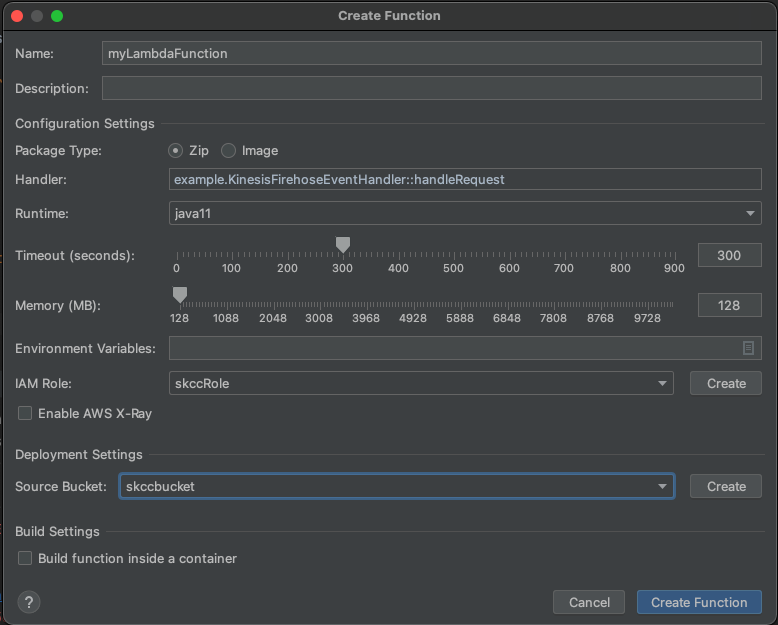 Create Function
Name: myLambdaFunction
Description:
Configuration Settings
Package Type: Zip Image
Handler: example.KinesisFirehoseEventHandler::handleRequest
Runtime: java11
Timeout (seconds): 300
0 100 200 300 400 500 600 700 800 900
Memory (MB): 128
128 1088 2048 3008 3968 4928 5888 6848 7808 8768 9728
Environment Variables:
IAM Role: skccRole Create
Enable AWS X-Ray
Deployment Settings
Source Bucket: skccbucket Create
Build Settings
Build function inside a container
? Cancel Create Function